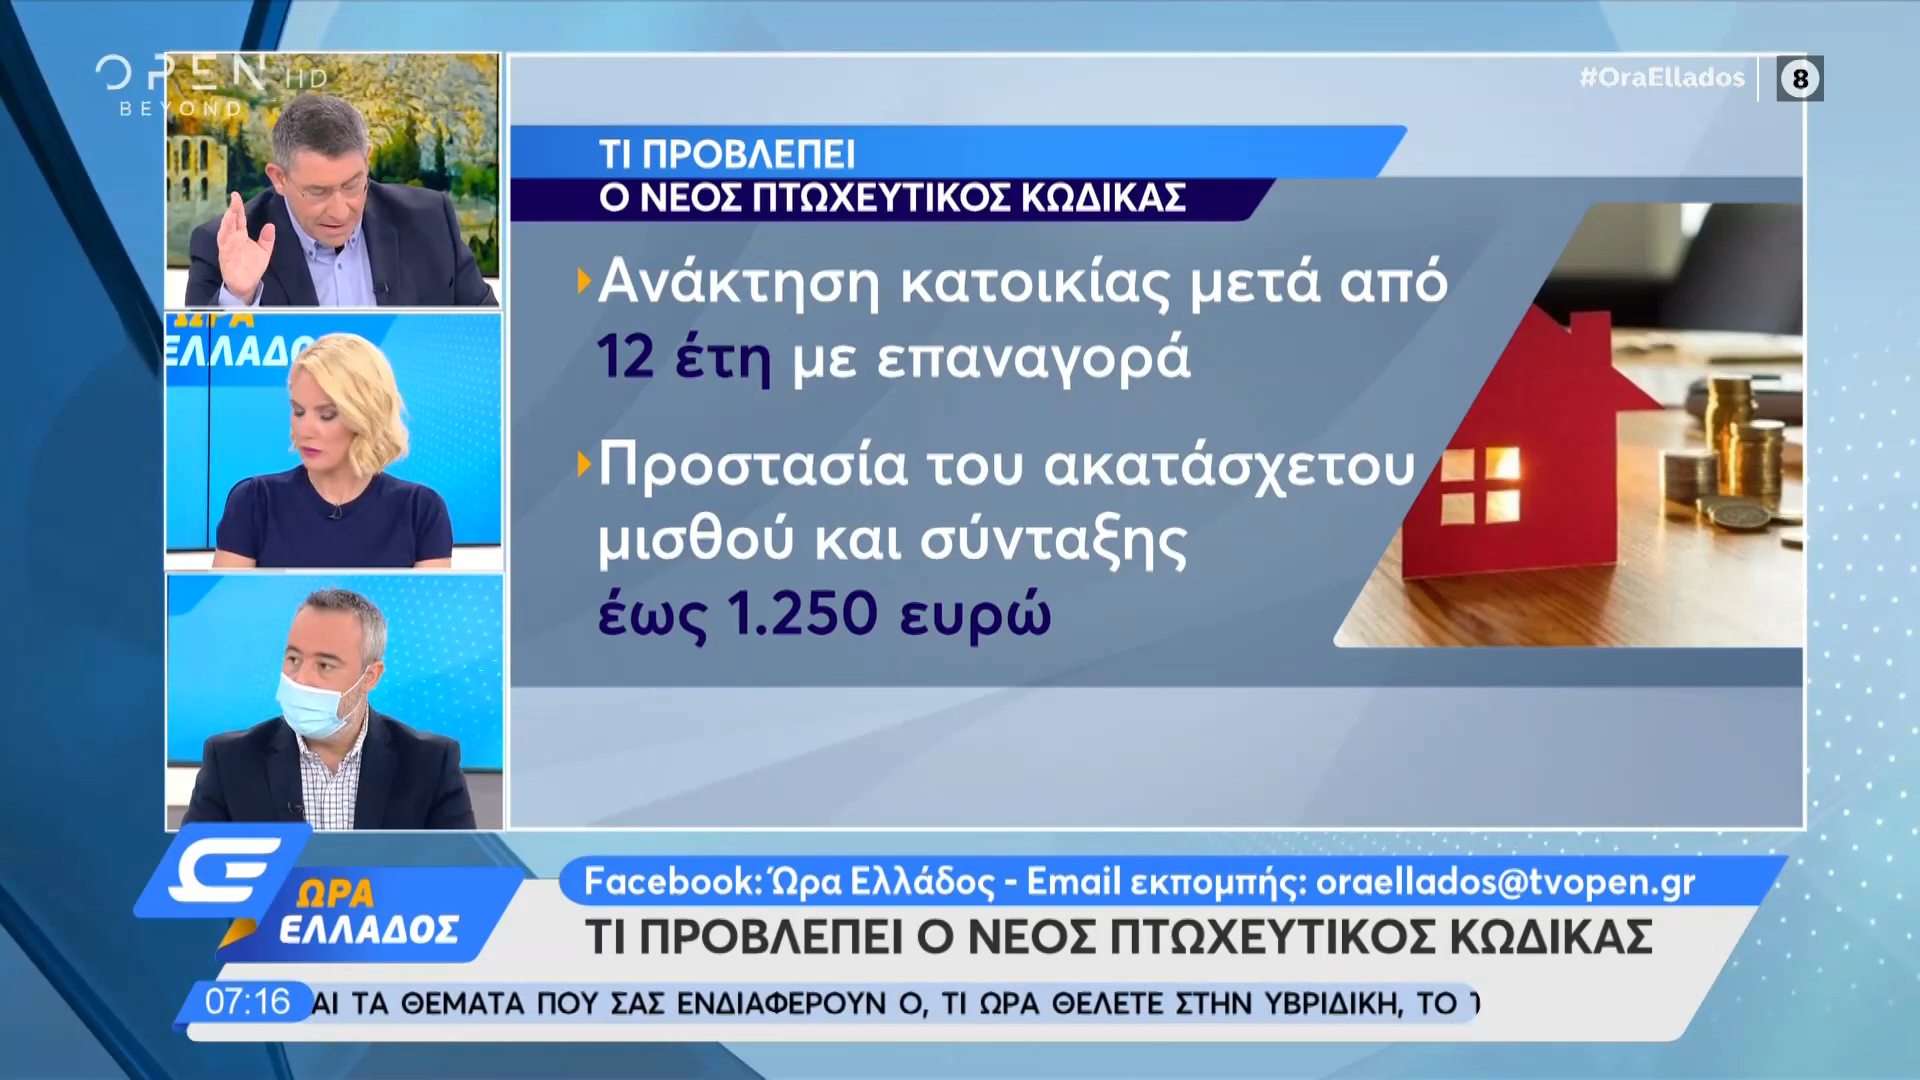 OPEN HD
BEYOND
#OraEllados
8
ΤΙ ΠΡΟΒΛΕΠΕΙ
Ο ΝΕΟΣ ΠΤΩΧΕΥΤΙΚΟΣ ΚΩΔΙΚΑΣ
Ανάκτηση κατοικίας μετά από
12 έτη με επαναγορά
Προστασία του ακατάσχετου
μισθού και σύνταξης
έως 1.250 ευρώ
ΩΡΑ
ΕΛΛΑΔΟ
Facebook: Ώρα Ελλάδος - Email εκπομπής: oraellados@tvopen.gr
ΩΡΑ
ΕΛΛΑΔΟΣ
ΤΙ ΠΡΟΒΛΕΠΕΙ Ο ΝΕΟΣ ΠΤΩΧΕΥΤΙΚΟΣ ΚΩΔΙΚΑΣ
07:16 ΑΙ ΤΑ ΘΕΜΑΤΑ ΠΟΥ ΣΑΣ ΕΝΔΙΑΦΕΡΟΥΝ Ο, ΤΙ ΩΡΑ ΘΕΛΕΤΕ ΣΤΗΝ ΥΒΡΙΔΙΚΗ, ΤΟ